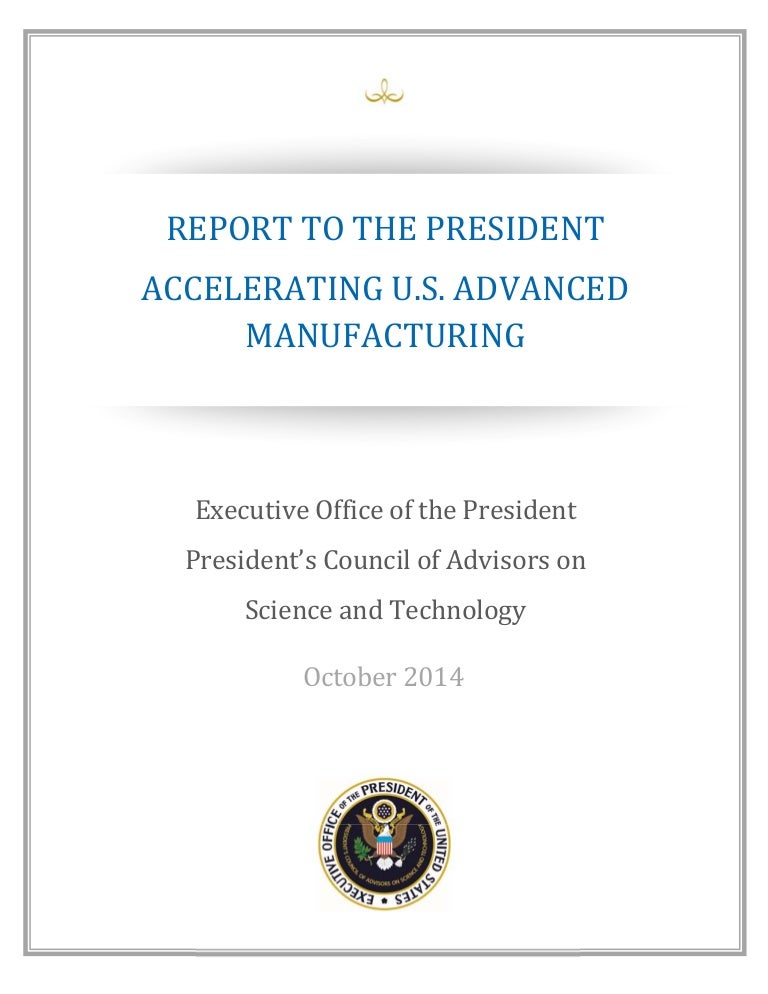 REPORT TO THE PRESIDENT
ACCELERATING U.S. ADVANCED
MANUFACTURING
Executive Office of the President
President’s Council of Advisors on
Science and Technology
October 2014
EXECUTIVE OFFICE OF THE PRESIDENT OF THE UNITED STATES
PRESIDENT'S COUNCIL OF ADVISORS ON SCIENCE AND TECHNOLOGY